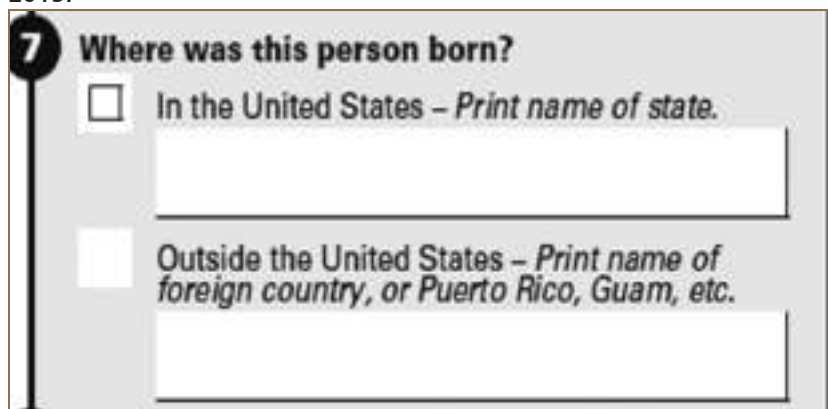 7 Where was this person born?
In the United States – Print name of state.
Outside the United States – Print name of
foreign country, or Puerto Rico, Guam, etc.